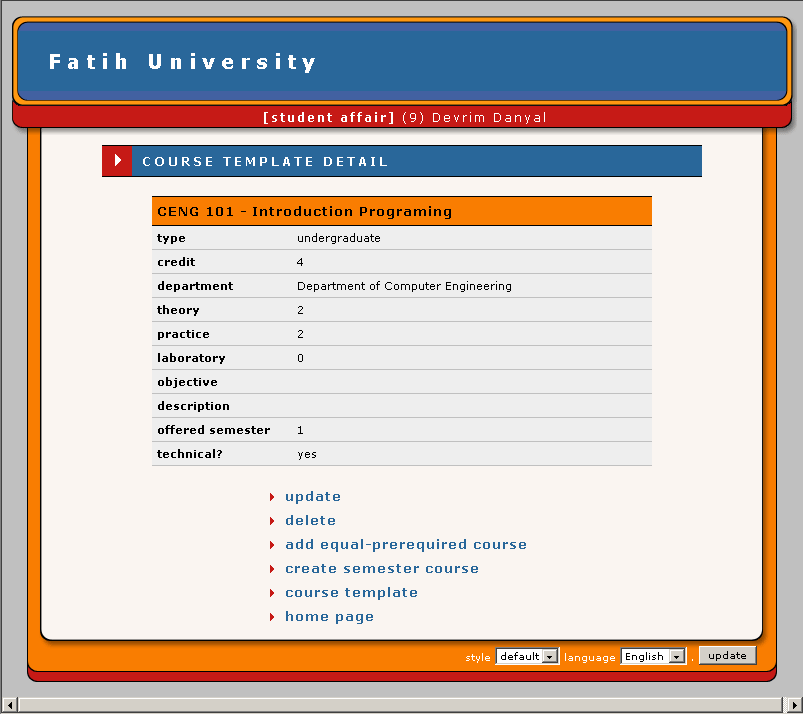 Fatih University
[student affair] (9) Devrim Danyal
COURSE TEMPLATE DETAIL
CENG 101 - Introduction Programing
type undergraduate
credit 4
department Department of Computer Engineering
theory 2
practice 2
laboratory 0
objective
description
offered semester 1
technical? yes
update
delete
add equal-prerequired course
create semester course
course template
home page
style default language English . update